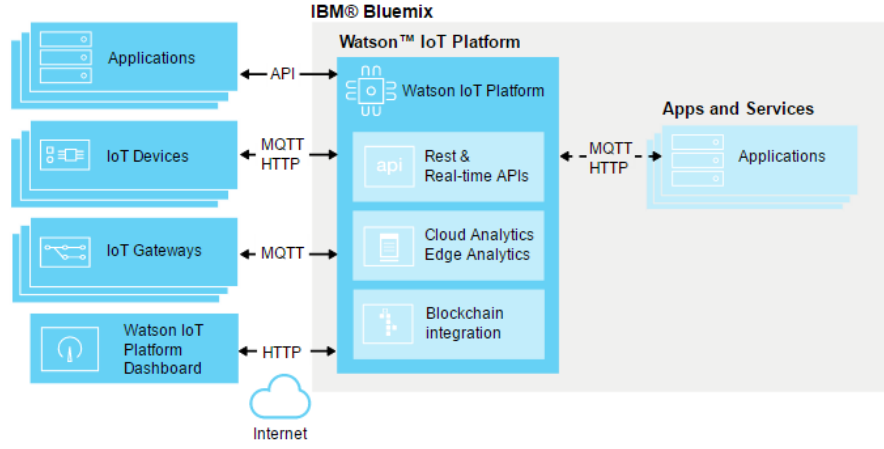 IBM® Bluemix
Watson™ IoT Platform
Applications
API
Watson IoT Platform
Apps and Services
IoT Devices
MQTT
HTTP
api
Rest &
Real-time APIs
MQTT
HTTP
Applications
IoT Gateways
MQTT
Cloud Analytics
Edge Analytics
Watson IoT
Platform
Dashboard
HTTP
Blockchain
integration
Internet